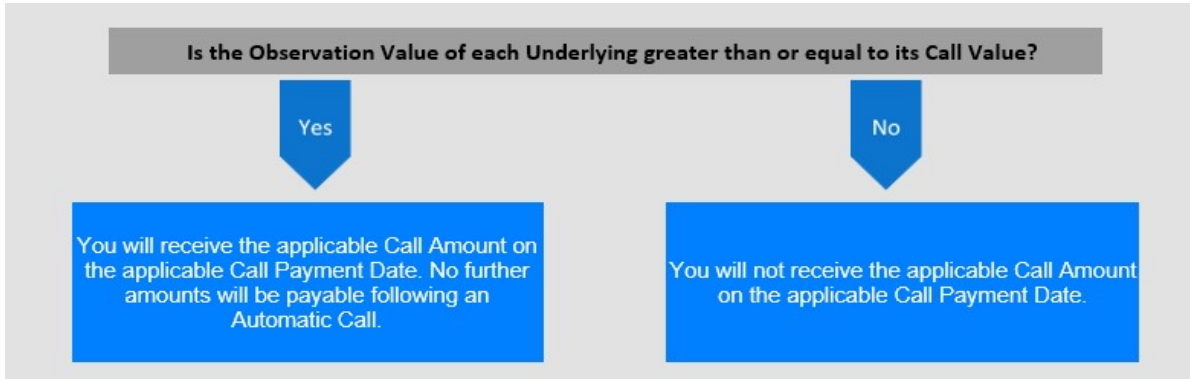 Is the Observation Value of each Underlying greater than or equal to its Call Value?
Yes
No
You will receive the applicable Call Amount on
the applicable Call Payment Date. No further
amounts will be payable following an
Automatic Call.
You will not receive the applicable Call Amount
on the applicable Call Payment Date.